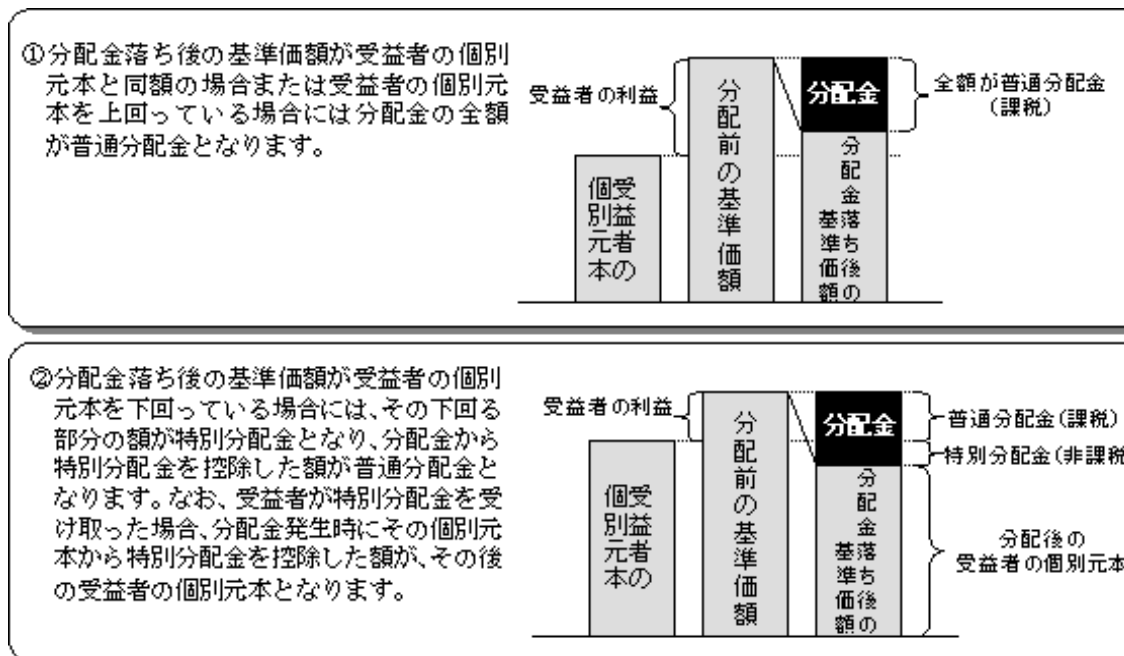 ①分配金落ち後の基準価額が受益者の個別
元本と同額の場合または受益者の個別元
本を上回っている場合には分配金の全額
が普通分配金となります。
受益者の利益
受益者の
個別元本
分配前の基準価額
分配金
分配金落ち後の
基準価額
全額が普通分配金
(課税)
②分配金落ち後の基準価額が受益者の個別
元本を下回っている場合には、その下回る
部分の額が特別分配金となり、分配金から
特別分配金を控除した額が普通分配金と
なります。なお、受益者が特別分配金を受
け取った場合、分配金発生時にその個別元
本から特別分配金を控除した額が、その後
の受益者の個別元本となります。
受益者の利益
受益者の
個別元本
分配前の基準価額
分配金
分配金落ち後の
基準価額
普通分配金(課税)
特別分配金(非課税
分配後の
受益者の個別元本